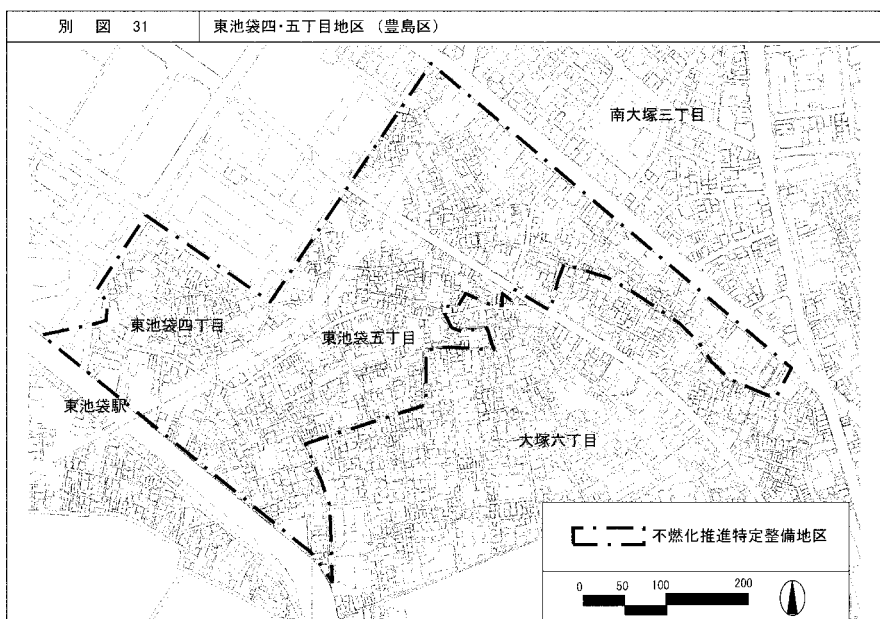 別 図 31
東池袋四・五丁目地区 (豊島区)
南大塚三丁目
東池袋四丁目
東池袋五丁目
東池袋駅
大塚六丁目
不燃化推進特定整備地区
0 50 100 200